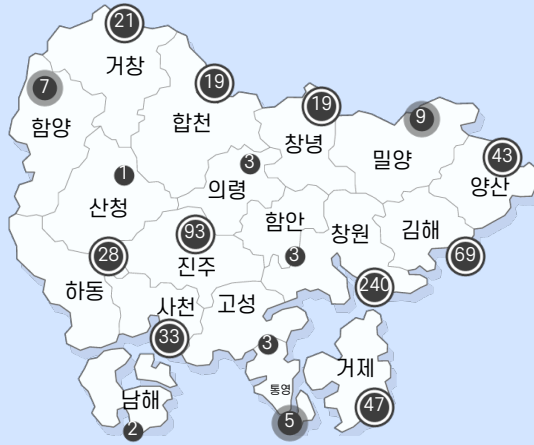 21
거창
7
함양
19
합천
19
창녕
9
밀양
43
양산
1
산청
3
의령
함안
3
창원
김해
69
93
진주
28
하동
240
사천
33
고성
3
통영
5
거제
47
남해
2